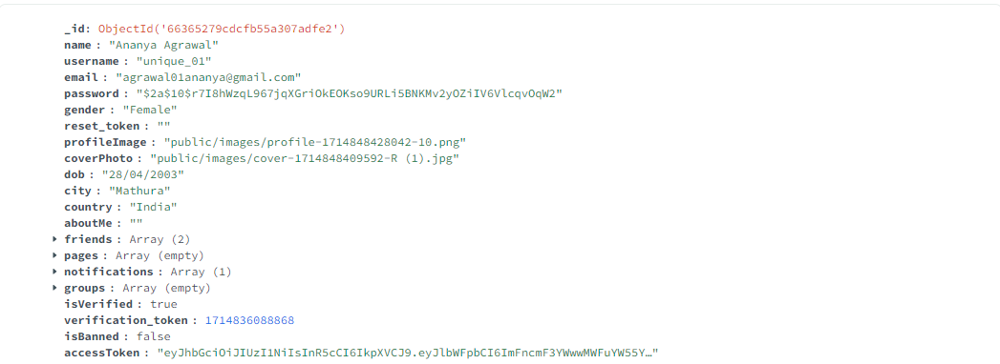 _id: ObjectId('66365279cdcfb55a307adfe2')
name : "Ananya Agrawal"
username : "unique_01"
email : "agrawal01ananya@gmail.com"
password : "$2a$10$r7I8hWzqL967jqXGriOkEOKso9URLi5BNKMv2yOZiIV6VlcqvOqW2"
gender : "Female"
reset_token : ""
profileImage : "public/images/profile-1714848428042-10.png"
coverPhoto : "public/images/cover-1714848409592-R (1).jpg"
dob : "28/04/2003"
city : "Mathura"
country : "India"
aboutMe : ""
friends : Array (2)
pages : Array (empty)
notifications : Array (1)
groups : Array (empty)
isVerified : true
verification_token : 1714836088868
isBanned : false
accessToken : "eyJhbGciOiJIUzI1NiIsInR5cCI6IkpXVCJ9.eyJlbWFpbCI6ImFncmF3YWwwMWFuYW55Y…"